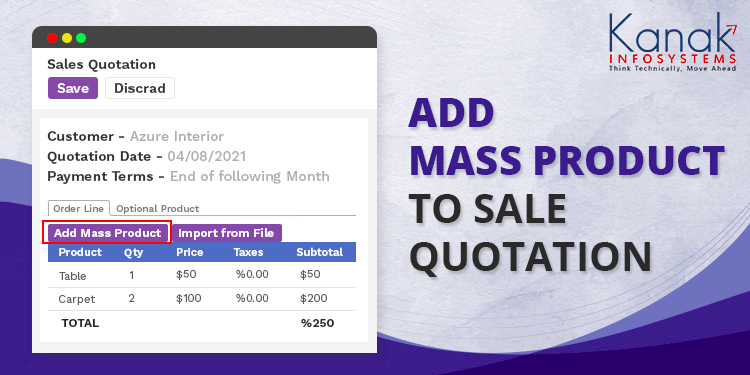 Kanak
INFOSYSTEMS
Think Technically, Move Ahead
Sales Quotation
Save Discrad
Customer - Azure Interior
Quotation Date - 04/08/2021
Payment Terms - End of following Month
Order Line Optional Product
Add Mass Product Import from File
Product Qty Price Taxes Subtotal
Table 1 $50 %0.00 $50
Carpet 2 $100 %0.00 $200
TOTAL %250
ADD
MASS PRODUCT
TO SALE
QUOTATION